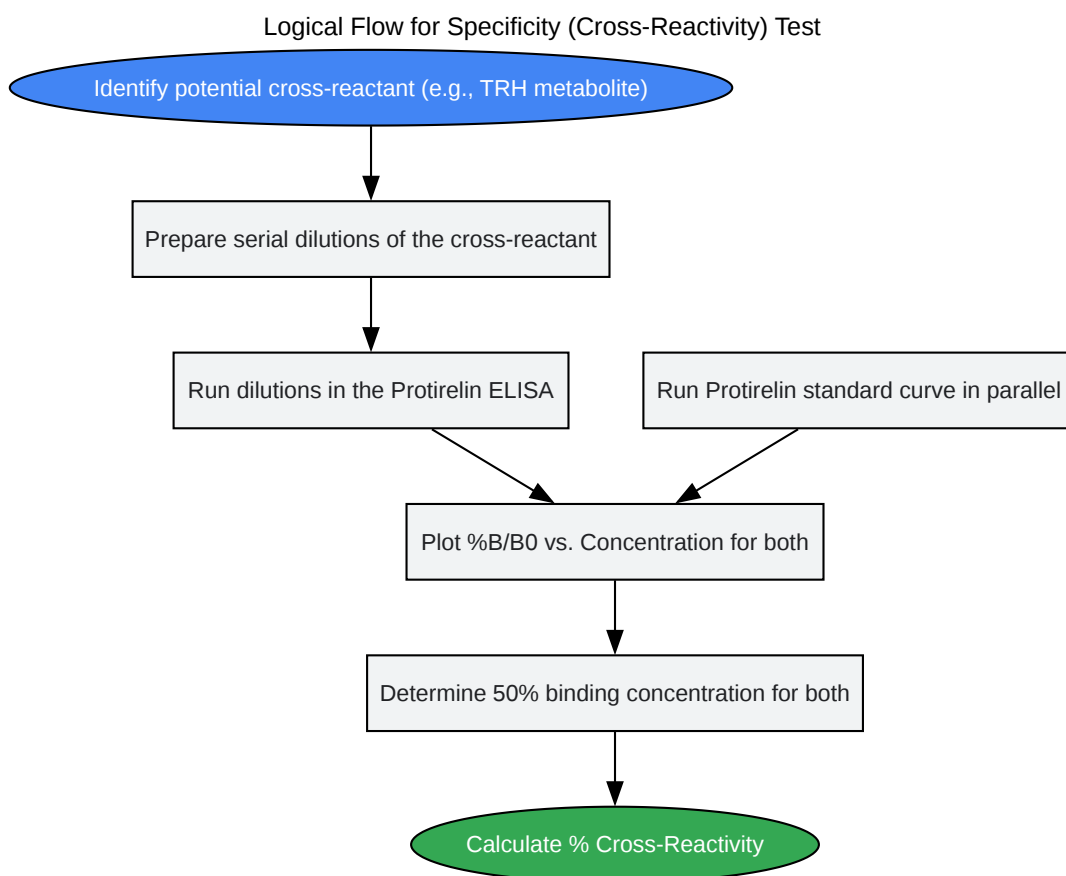 Logical Flow for Specificity (Cross-Reactivity) Test
Identify potential cross-reactant (e.g., TRH metabolite)
Prepare serial dilutions of the cross-reactant
Run dilutions in the Protirelin ELISA
Run Protirelin standard curve in parallel
Plot %B/B0 vs. Concentration for both
Determine 50% binding concentration for both
Calculate % Cross-Reactivity